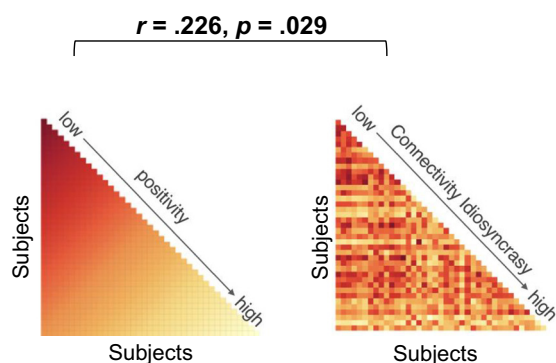 r = .226, p = .029
low
positivity
high
Subjects
Subjects
low
Connectivity Idiosyncrasy
high
Subjects
Subjects